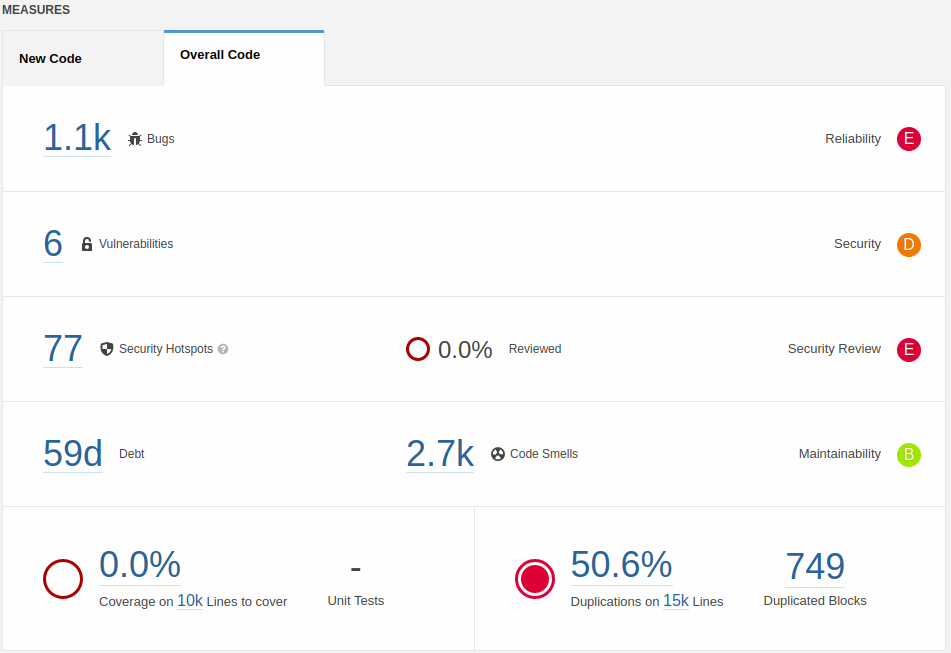 MEASURES
New Code
Overall Code
1.1k Bugs Reliability E
6 Vulnerabilities Security D
77 Security Hotspots ? 0.0% Reviewed Security Review E
59d Debt 2.7k Code Smells Maintainability B
0.0% - 50.6% 749
Coverage on 10k Lines to cover Unit Tests Duplications on 15k Lines Duplicated Blocks